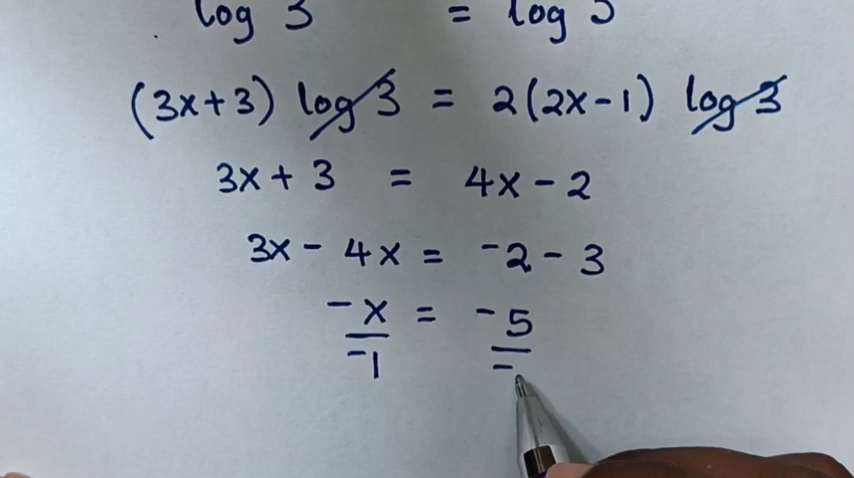 log 3 = log
(3x+3) log 3 = 2(2x-1) log 3
3x + 3 = 4x - 2
3x - 4x = -2 - 3
-x = -5
-1 -